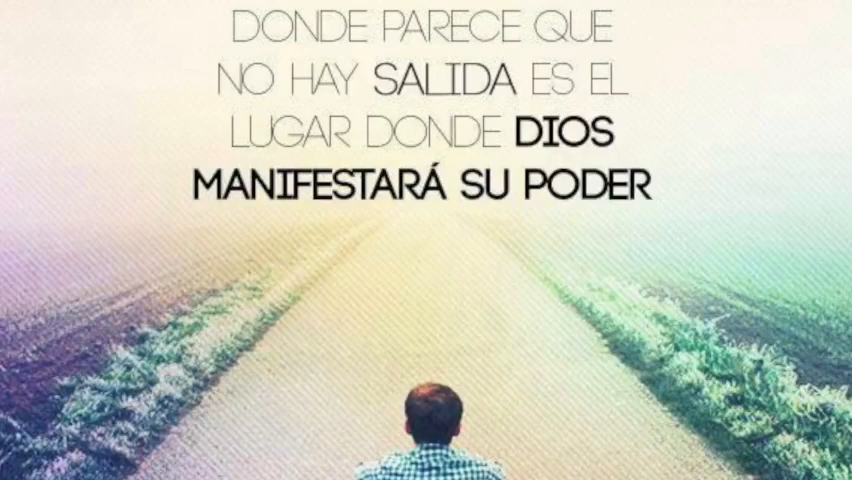 DONDE PARECE QUE
NO HAY SALIDA ES EL
LUGAR DONDE DIOS
MANIFESTARÁ SU PODER